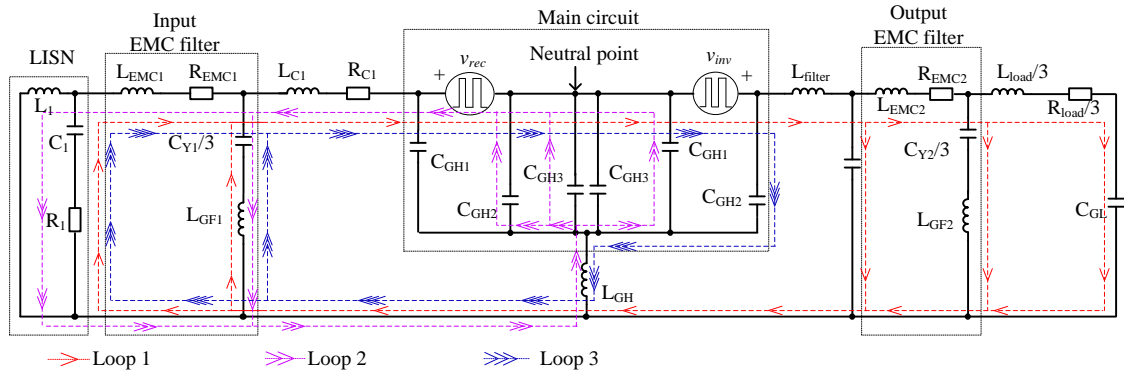 Main circuit
Output
EMC filter
Input
EMC filter
LISN
Neutral point
v_rec
v_inv
L_EMC1
R_EMC1
L_C1
R_C1
+
+
L_filter
R_EMC2
L_load/3
L_1
L_EMC2
R_load/3
C_1
C_Y1/3
C_GH1
C_GH3
C_GH3
C_GH1
C_Y2/3
R_1
L_GF1
C_GH2
C_GH2
L_GF2
C_GL
L_GH
Loop 1
Loop 2
Loop 3